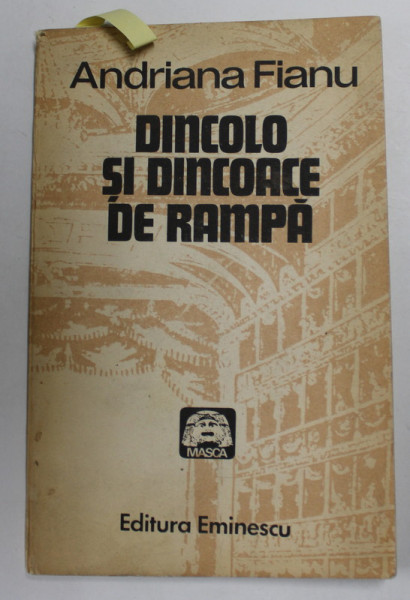 Andriana Fianu
DINCOLO
ȘI DINCOACE
DE RAMPĂ
MASCA
Editura Eminescu